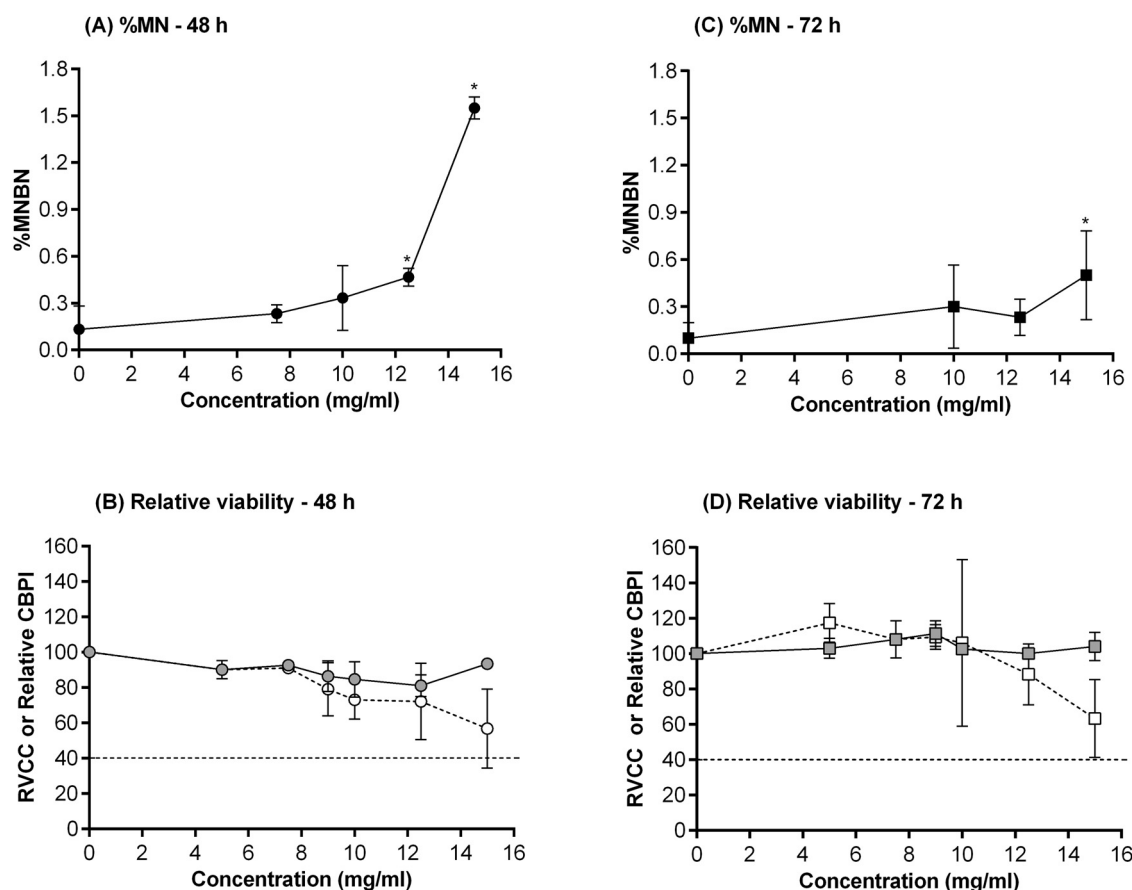 (A) %MN - 48 h
1.8
1.5
1.2
0.9
0.6
0.3
0.0
%MNBN
*
*
0 2 4 6 8 10 12 14 16
Concentration (mg/ml)
(C) %MN - 72 h
1.8
1.5
1.2
0.9
0.6
0.3
0.0
%MNBN
*
0 2 4 6 8 10 12 14 16
Concentration (mg/ml)
(B) Relative viability - 48 h
160
140
120
100
80
60
40
20
0
RVCC or Relative CBPI
0 2 4 6 8 10 12 14 16
Concentration (mg/ml)
(D) Relative viability - 72 h
160
140
120
100
80
60
40
20
0
RVCC or Relative CBPI
0 2 4 6 8 10 12 14 16
Concentration (mg/ml)